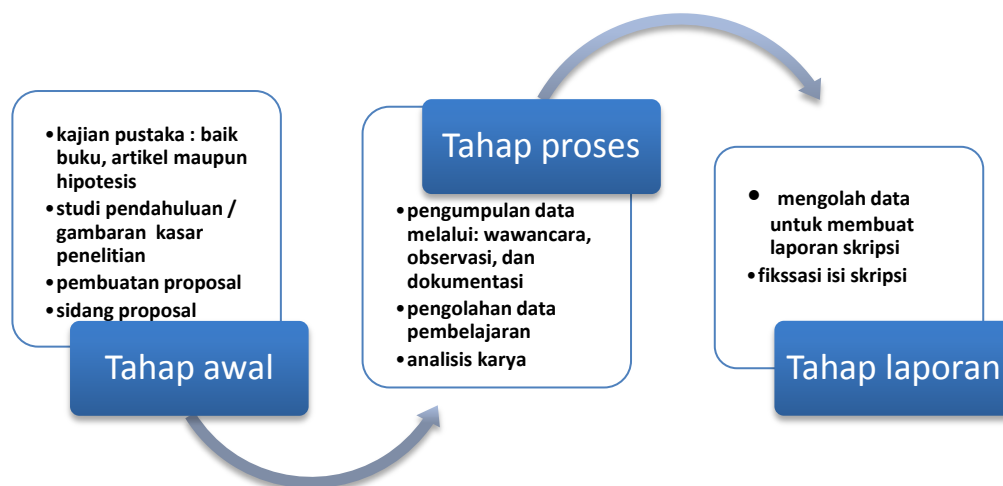 •kajian pustaka : baik
buku, artikel maupun
hipotesis
•studi pendahuluan /
gambaran kasar
penelitian
•pembuatan proposal
•sidang proposal
Tahap awal
Tahap proses
•pengumpulan data
melalui: wawancara,
observasi, dan
dokumentasi
•pengolahan data
pembelajaran
•analisis karya
• mengolah data
untuk membuat
laporan skripsi
•fikssasi isi skripsi
Tahap laporan